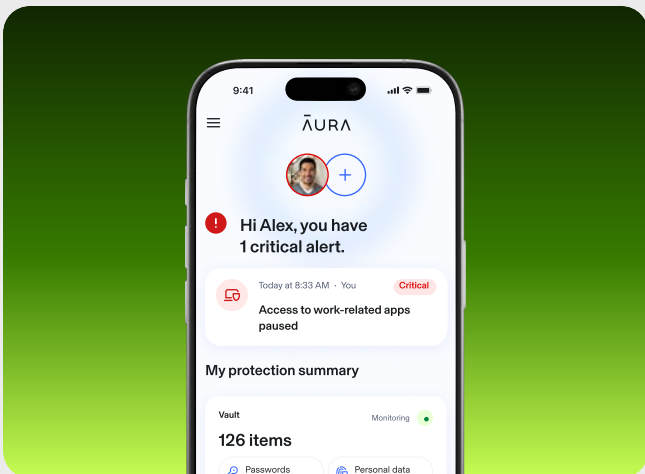 9:41
ĀURA
Hi Alex, you have
1 critical alert.
Today at 8:33 AM · You
Critical
Access to work-related apps
paused
My protection summary
Vault
Monitoring
126 items
Passwords
Personal data